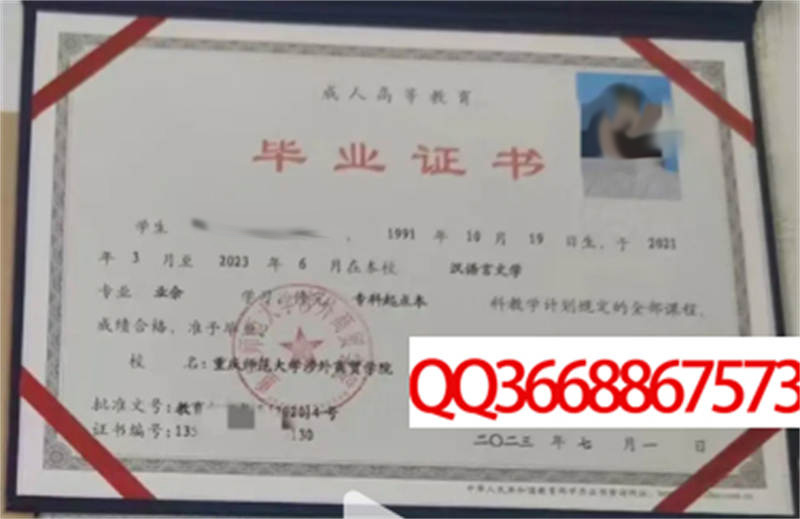 成人高等教育
毕业证书
学生 ， 1991 年 10 月 19 日生，于 2021
年 3 月至 2023 年 6 月在本校 汉语言文学
专业 业余 学习 专科起点本 科教学计划规定的全部课程，
成绩合格，准予毕业。
校 名：重庆师范大学涉外商贸学院
QQ3668867573
批准文号：教育 2014 号
证书编号：135 130
二〇二三 年 七 月 一 日